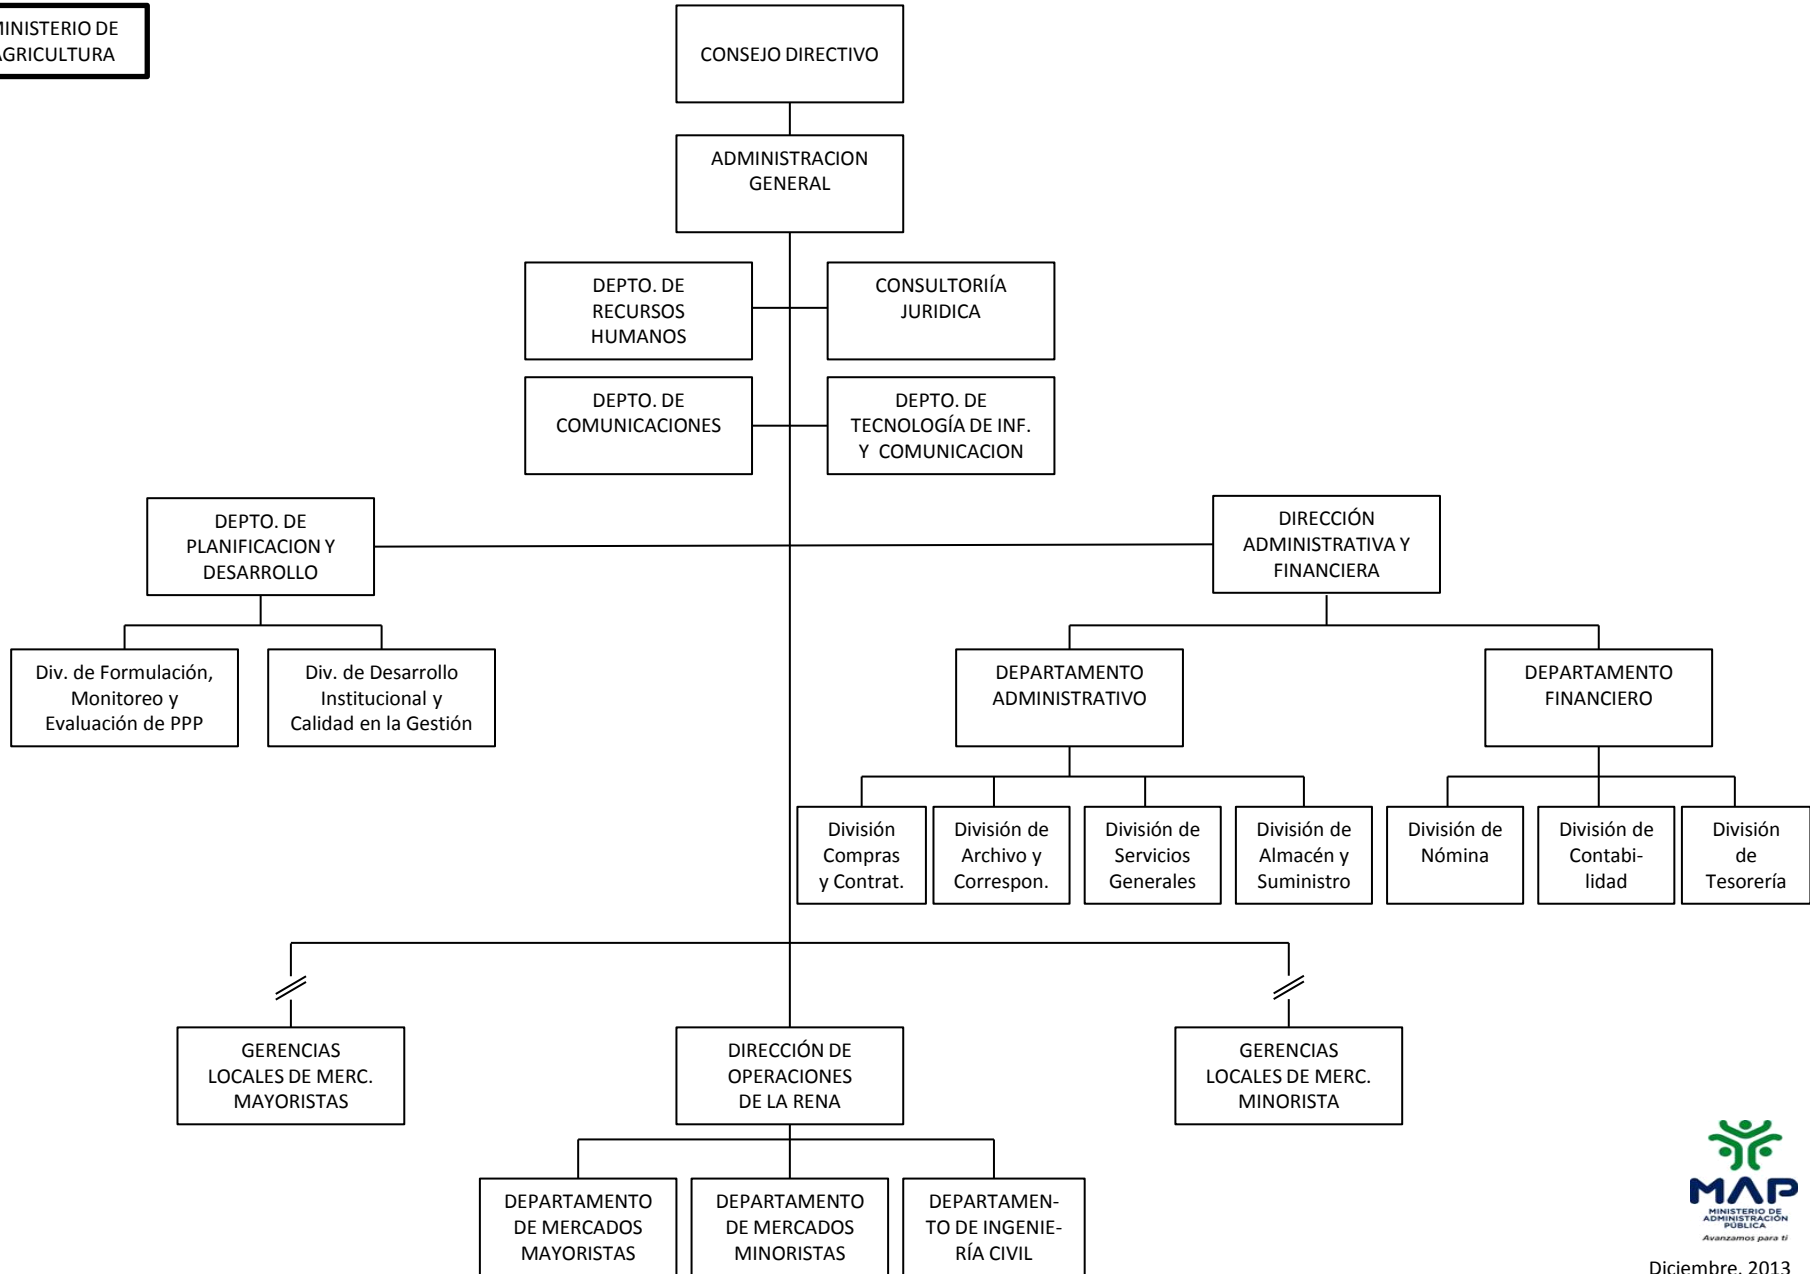 MINISTERIO DE
AGRICULTURA
CONSEJO DIRECTIVO
ADMINISTRACION
GENERAL
DEPTO. DE
RECURSOS
HUMANOS
CONSULTORIÍA
JURIDICA
DEPTO. DE
COMUNICACIONES
DEPTO. DE
TECNOLOGÍA DE INF.
Y COMUNICACION
DEPTO. DE
PLANIFICACION Y
DESARROLLO
DIRECCIÓN
ADMINISTRATIVA Y
FINANCIERA
Div. de Formulación,
Monitoreo y
Evaluación de PPP
Div. de Desarrollo
Institucional y
Calidad en la Gestión
DEPARTAMENTO
ADMINISTRATIVO
DEPARTAMENTO
FINANCIERO
División
Compras
y Contrat.
División de
Archivo y
Correspon.
División de
Servicios
Generales
División de
Almacén y
Suministro
División de
Nómina
División de
Contabi-
lidad
División
de
Tesorería
GERENCIAS
LOCALES DE MERC.
MAYORISTAS
DIRECCIÓN DE
OPERACIONES
DE LA RENA
GERENCIAS
LOCALES DE MERC.
MINORISTA
DEPARTAMENTO
DE MERCADOS
MAYORISTAS
DEPARTAMENTO
DE MERCADOS
MINORISTAS
DEPARTAMEN-
TO DE INGENIE-
RÍA CIVIL
MAP
MINISTERIO DE
ADMINISTRACIÓN
PÚBLICA
Avanzamos para ti
Diciembre, 2013